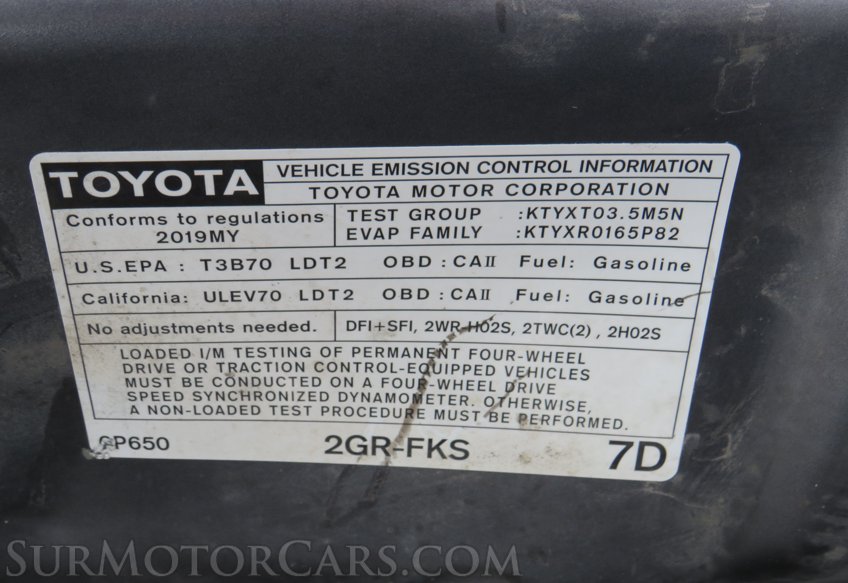 TOYOTA
VEHICLE EMISSION CONTROL INFORMATION
TOYOTA MOTOR CORPORATION
Conforms to regulations
2019MY
TEST GROUP :KTYXT03.5M5N
EVAP FAMILY :KTYXR0165P82
U.S.EPA : T3B70 LDT2 OBD : CAII Fuel: Gasoline
California: ULEV70 LDT2 OBD : CAII Fuel: Gasoline
No adjustments needed.
DFI+SFI, 2WR-HO2S, 2TWC(2) , 2HO2S
LOADED I/M TESTING OF PERMANENT FOUR-WHEEL
DRIVE OR TRACTION CONTROL-EQUIPPED VEHICLES
MUST BE CONDUCTED ON A FOUR-WHEEL DRIVE
SPEED SYNCHRONIZED DYNAMOMETER. OTHERWISE,
A NON-LOADED TEST PROCEDURE MUST BE PERFORMED.
2GR-FKS
7D
SURMOTORCARS.COM